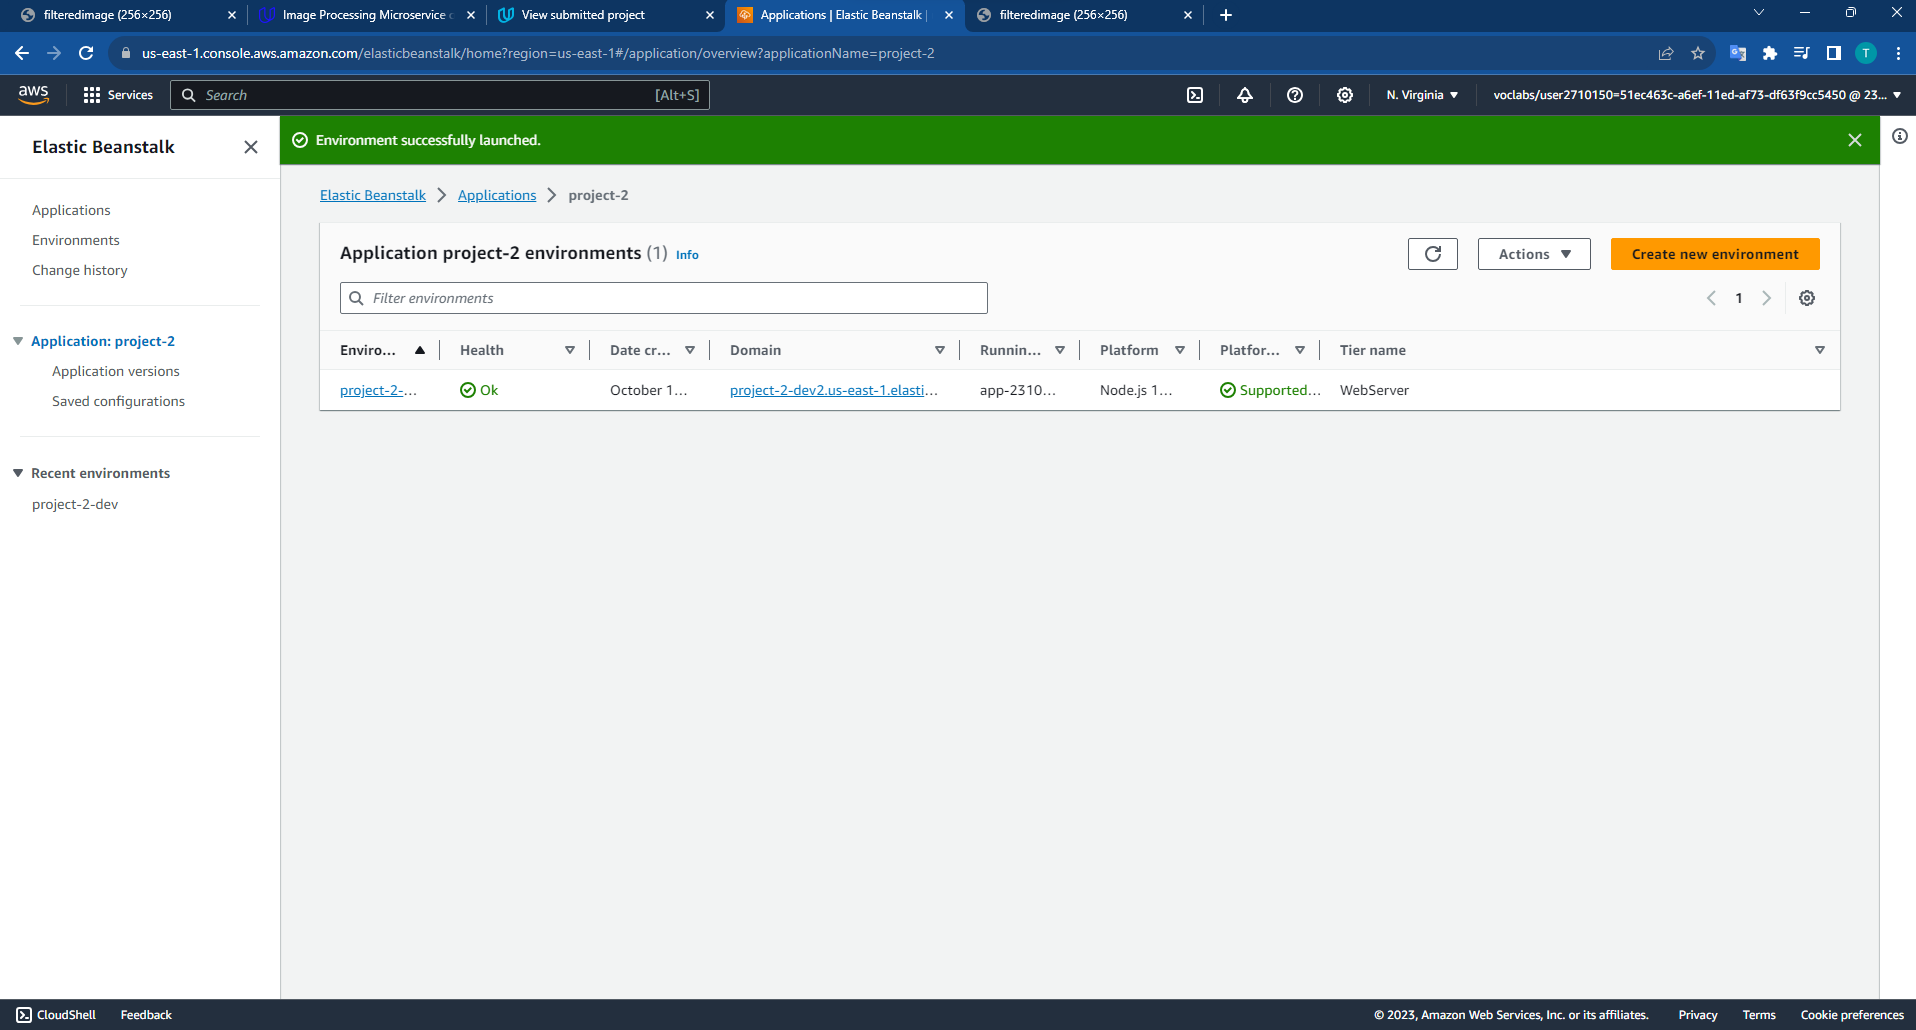 filteredimage (256×256)
Image Processing Microservice
View submitted project
Applications | Elastic Beanstalk |
filteredimage (256×256)
us-east-1.console.aws.amazon.com/elasticbeanstalk/home?region=us-east-1#/application/overview?applicationName=project-2
T
aws
Services
Search
[Alt+S]
N. Virginia
voclabs/user2710150=51ec463c-a6ef-11ed-af73-df63f9cc5450 @ 23...
Elastic Beanstalk
Applications
Environments
Change history
Application: project-2
Application versions
Saved configurations
Recent environments
project-2-dev
Environment successfully launched.
Elastic Beanstalk
Applications
project-2
Application project-2 environments (1) Info
Actions
Create new environment
Filter environments
1
Enviro...
Health
Date cr...
Domain
Runnin...
Platform
Platfor...
Tier name
project-2-...
Ok
October 1...
project-2-dev2.us-east-1.elasti...
app-2310...
Node.js 1...
Supported...
WebServer
CloudShell
Feedback
© 2023, Amazon Web Services, Inc. or its affiliates.
Privacy
Terms
Cookie preferences